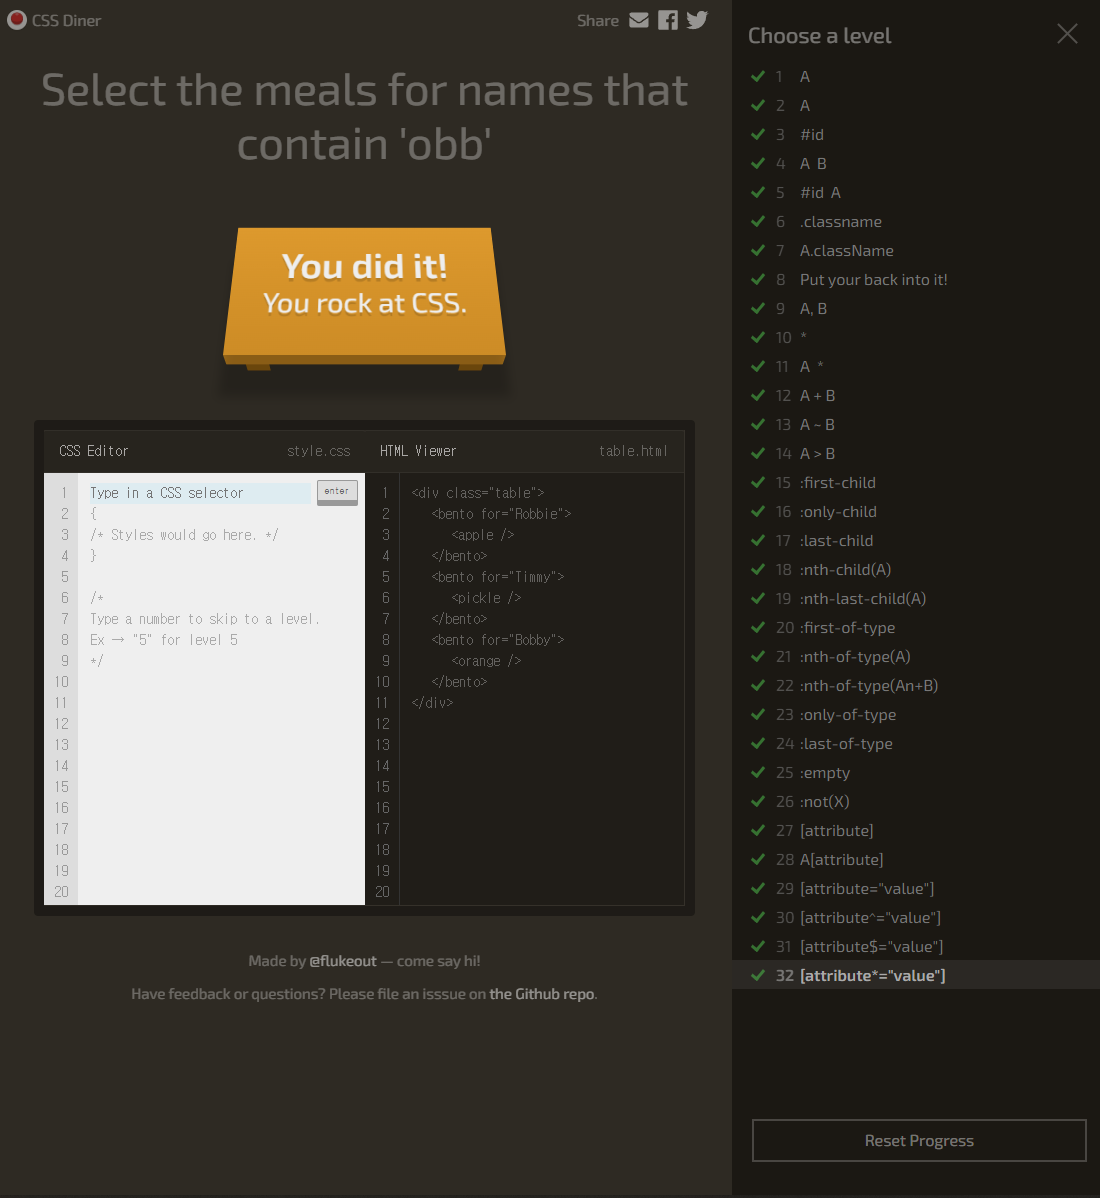 CSS Diner
Share
Select the meals for names that
contain 'obb'
You did it!
You rock at CSS.
CSS Editor
style.css
HTML Viewer
table.html
1 Type in a CSS selector
enter
2 {
3 /* Styles would go here. */
4 }
5
6 /*
7 Type a number to skip to a level.
8 Ex → "5" for level 5
9 */
10
11
12
13
14
15
16
17
18
19
20
1 <div class="table">
2 <bento for="Robbie">
3 <apple />
4 </bento>
5 <bento for="Timmy">
6 <pickle />
7 </bento>
8 <bento for="Bobby">
9 <orange />
10 </bento>
11 </div>
12
13
14
15
16
17
18
19
20
Made by @flukeout — come say hi!
Have feedback or questions? Please file an isssue on the Github repo.
Choose a level
1 A
2 A
3 #id
4 A B
5 #id A
6 .classname
7 A.className
8 Put your back into it!
9 A, B
10 *
11 A *
12 A + B
13 A ~ B
14 A > B
15 :first-child
16 :only-child
17 :last-child
18 :nth-child(A)
19 :nth-last-child(A)
20 :first-of-type
21 :nth-of-type(A)
22 :nth-of-type(An+B)
23 :only-of-type
24 :last-of-type
25 :empty
26 :not(X)
27 [attribute]
28 A[attribute]
29 [attribute="value"]
30 [attribute^="value"]
31 [attribute$="value"]
32 [attribute*="value"]
Reset Progress